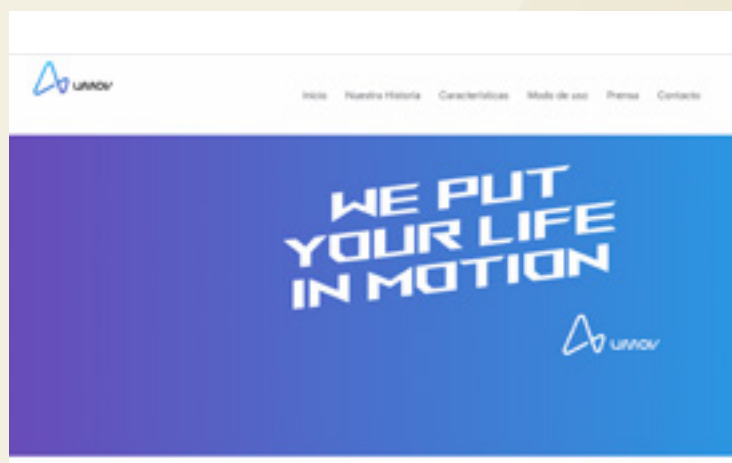 UMOV
Inicio Nuestra Historia Características Modo de uso Prensa Contacto
WE PUT
YOUR LIFE
IN MOTION
UMOV